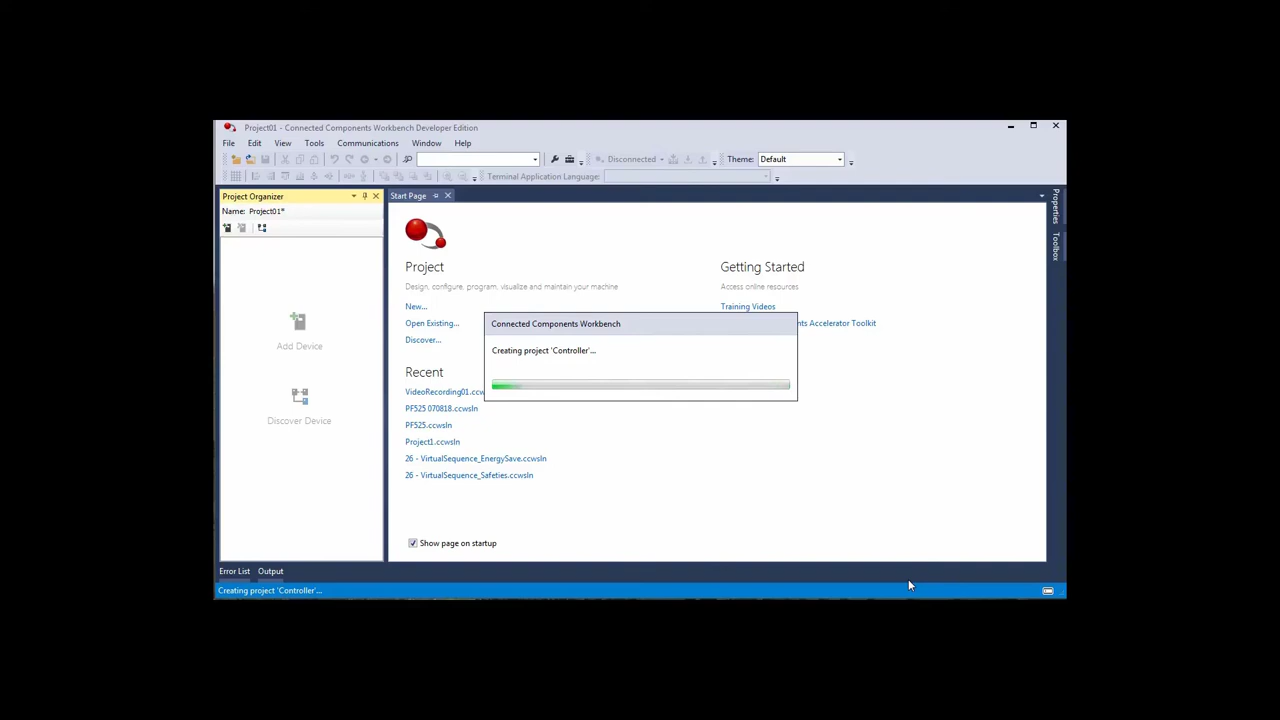 Project01 - Connected Components Workbench Developer Edition
File Edit View Tools Communications Window Help
Disconnected Theme: Default
Terminal Application Language:
Project Organizer
Name: Project01*
Add Device
Discover Device
Start Page
Project
Design, configure, program, visualize and maintain your machine
New...
Open Existing...
Discover...
Recent
VideoRecording01.ccw
PF525 070818.ccwsln
PF525.ccwsln
Project1.ccwsln
26 - VirtualSequence_EnergySave.ccwsln
26 - VirtualSequence_Safeties.ccwsln
Show page on startup
Getting Started
Access online resources
Training Videos
nts Accelerator Toolkit
Connected Components Workbench
Creating project 'Controller'...
Properties
Toolbox
Error List Output
Creating project 'Controller'...